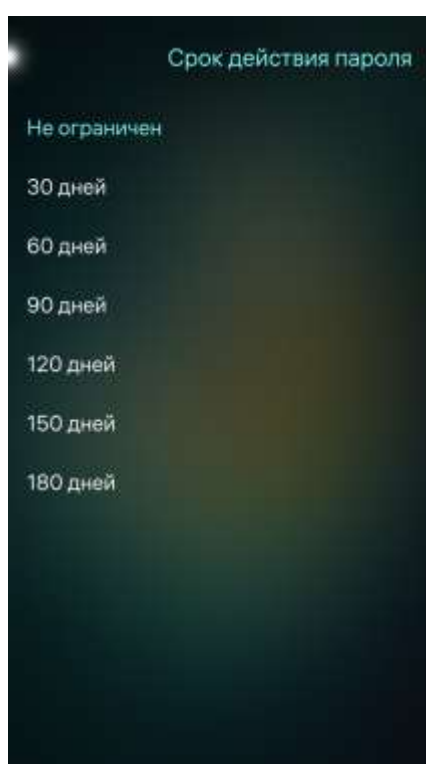 Срок действия пароля
Не ограничен
30 дней
60 дней
90 дней
120 дней
150 дней
180 дней